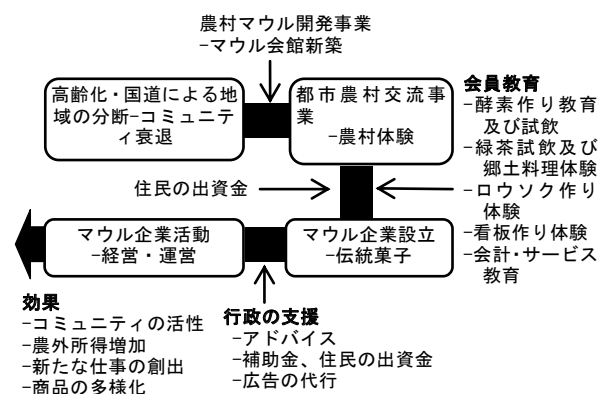 農村マウル開発事業
-マウル会館新築
高齢化・国道による地
域の分断-コミュニテ
ィ衰退
都市農村交流事
業
-農村体験
会員教育
-酵素作り教育
及び試飲
-緑茶試飲及び
郷土料理体験
-ロウソク作り
体験
-看板作り体験
-会計・サービス
教育
住民の出資金
マウル企業活動
-経営・運営
マウル企業設立
-伝統菓子
効果
-コミュニティの活性
-農外所得増加
-新たな仕事の創出
-商品の多様化
行政の支援
-アドバイス
-補助金、住民の出資金
-広告の代行